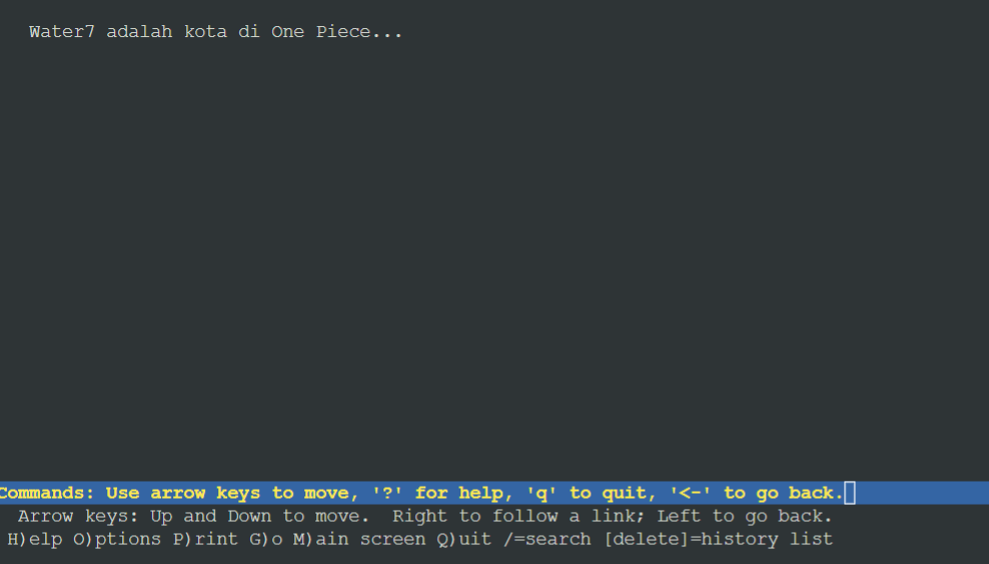 Water7 adalah kota di One Piece...
Commands: Use arrow keys to move, '?' for help, 'q' to quit, '<-' to go back.
Arrow keys: Up and Down to move.  Right to follow a link; Left to go back.
H)elp O)ptions P)rint G)o M)ain screen Q)uit /=search [delete]=history list